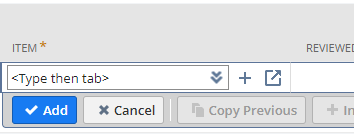 ITEM * REVIEWED
<Type then tab>
Add Cancel Copy Previous